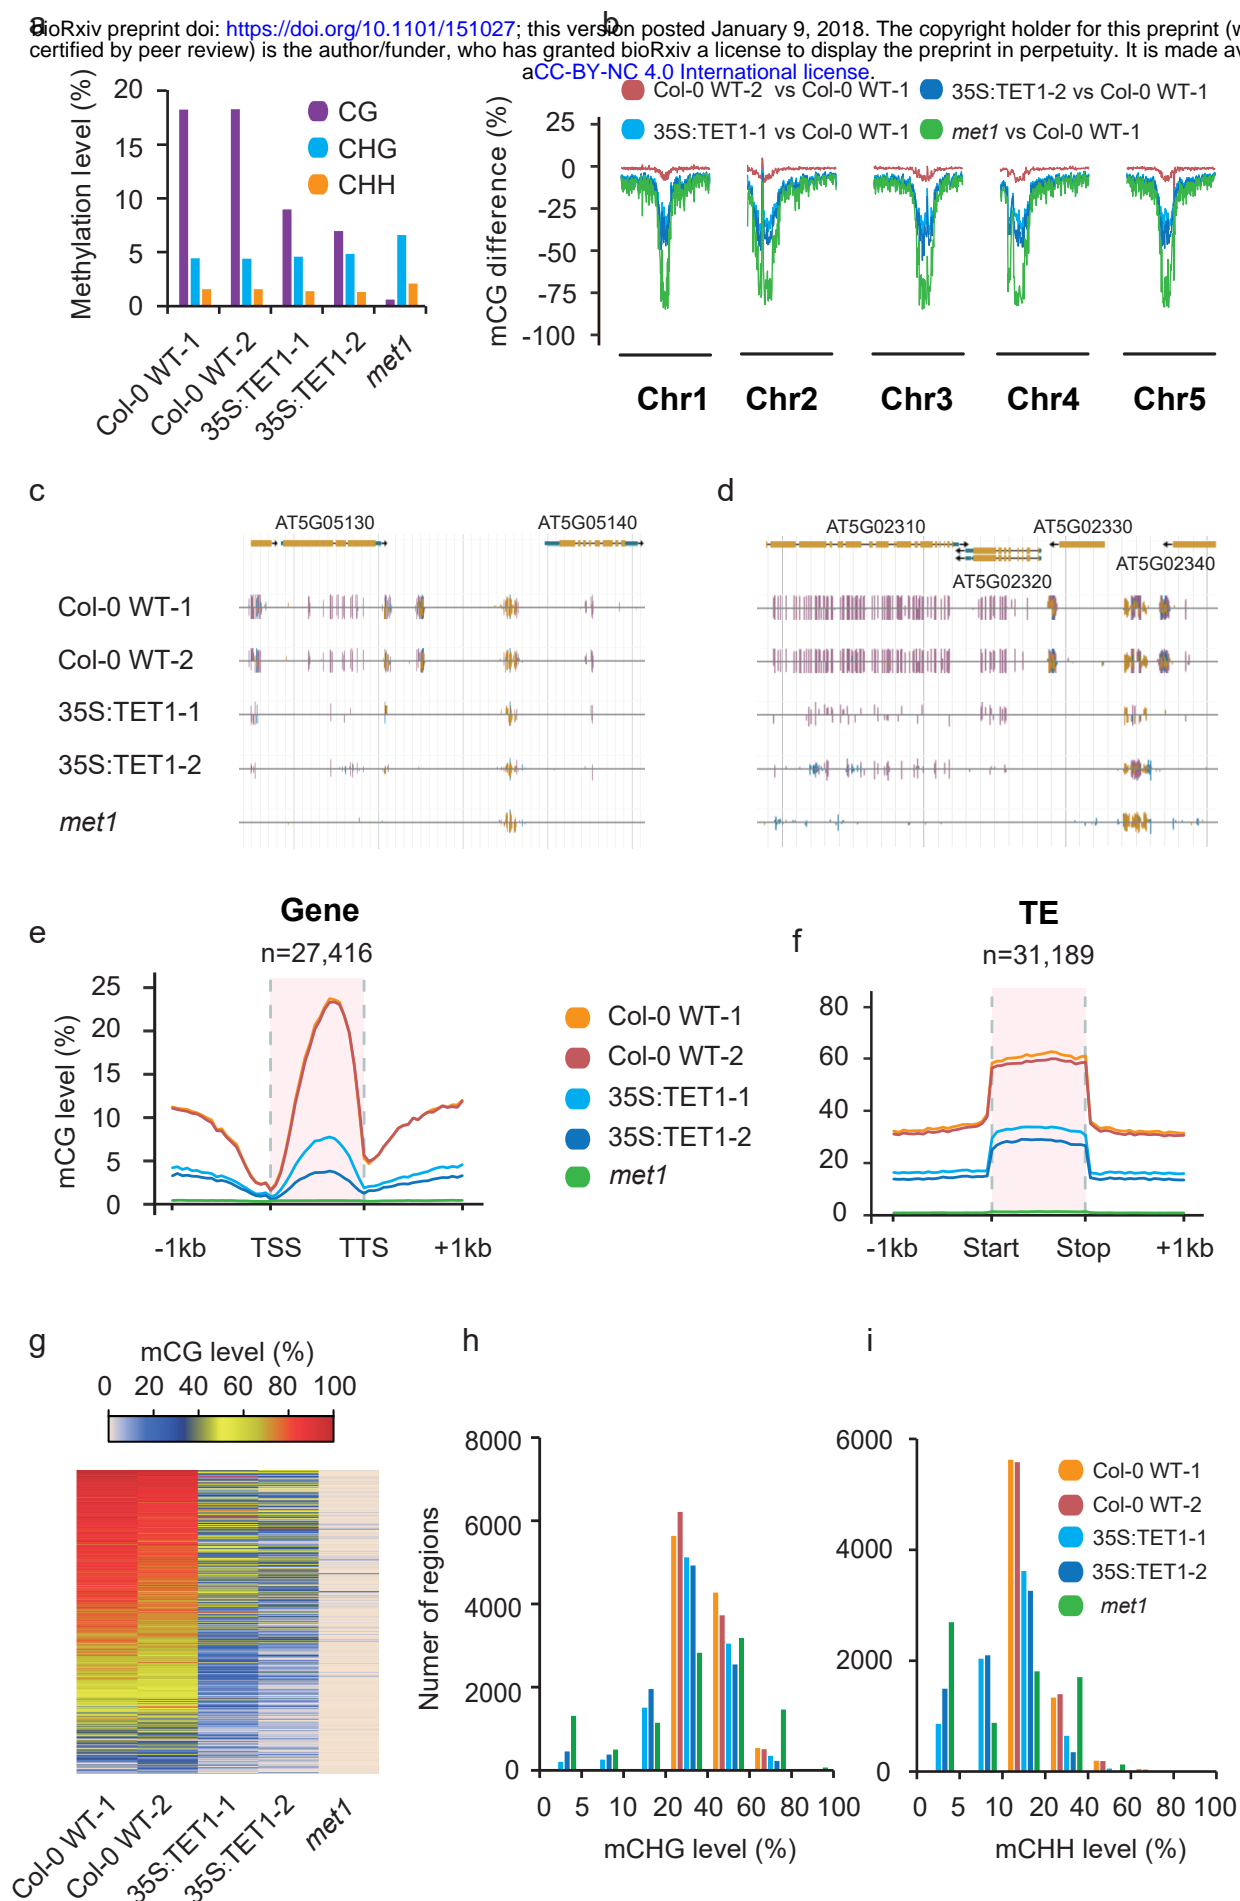 a
bioRxiv preprint doi: https://doi.org/10.1101/151027; this version posted January 9, 2018. The copyright holder for this preprint (w
certified by peer review) is the author/funder, who has granted bioRxiv a license to display the preprint in perpetuity. It is made av
aCC-BY-NC 4.0 International license.
b
Methylation level (%)
20
15
10
5
0
CG
CHG
CHH
Col-0 WT-1
Col-0 WT-2
35S:TET1-1
35S:TET1-2
met1
Col-0 WT-2 vs Col-0 WT-1
35S:TET1-2 vs Col-0 WT-1
35S:TET1-1 vs Col-0 WT-1
met1 vs Col-0 WT-1
mCG difference (%)
25
0
-25
-50
-75
-100
Chr1
Chr2
Chr3
Chr4
Chr5
c
AT5G05130
AT5G05140
Col-0 WT-1
Col-0 WT-2
35S:TET1-1
35S:TET1-2
met1
d
AT5G02310
AT5G02330
AT5G02320
AT5G02340
e
Gene
n=27,416
mCG level (%)
25
20
15
10
5
0
-1kb
TSS
TTS
+1kb
Col-0 WT-1
Col-0 WT-2
35S:TET1-1
35S:TET1-2
met1
f
TE
n=31,189
80
60
40
20
0
-1kb
Start
Stop
+1kb
g
mCG level (%)
0 20 40 60 80 100
Col-0 WT-1
Col-0 WT-2
35S:TET1-1
35S:TET1-2
met1
h
Numer of regions
8000
6000
4000
2000
0
0 5 10 20 40 60 80 100
mCHG level (%)
i
6000
4000
2000
0
Col-0 WT-1
Col-0 WT-2
35S:TET1-1
35S:TET1-2
met1
0 5 10 20 40 60 80 100
mCHH level (%)